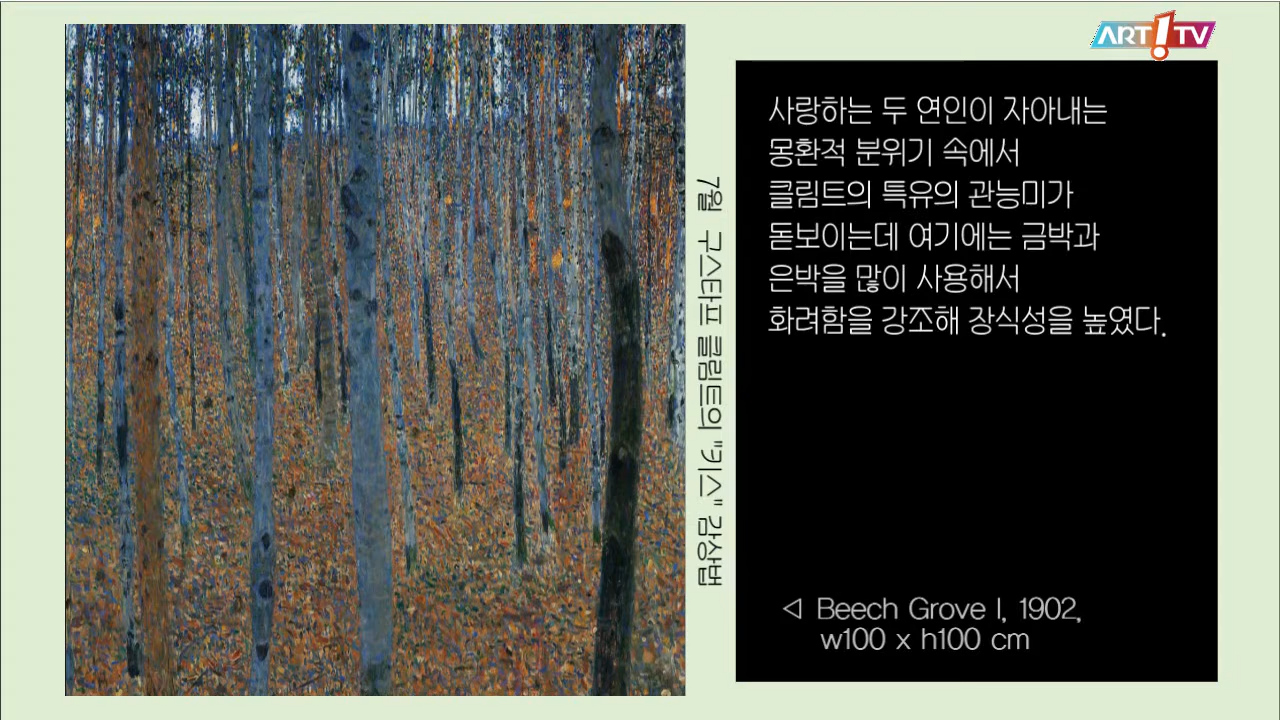 ART!TV
사랑하는 두 연인이 자아내는
몽환적 분위기 속에서
클림트의 특유의 관능미가
돋보이는데 여기에는 금박과
은박을 많이 사용해서
화려함을 강조해 장식성을 높였다.
7월 구스타프 클림트의 "키스" 감상법
◁ Beech Grove I, 1902,
w100 x h100 cm